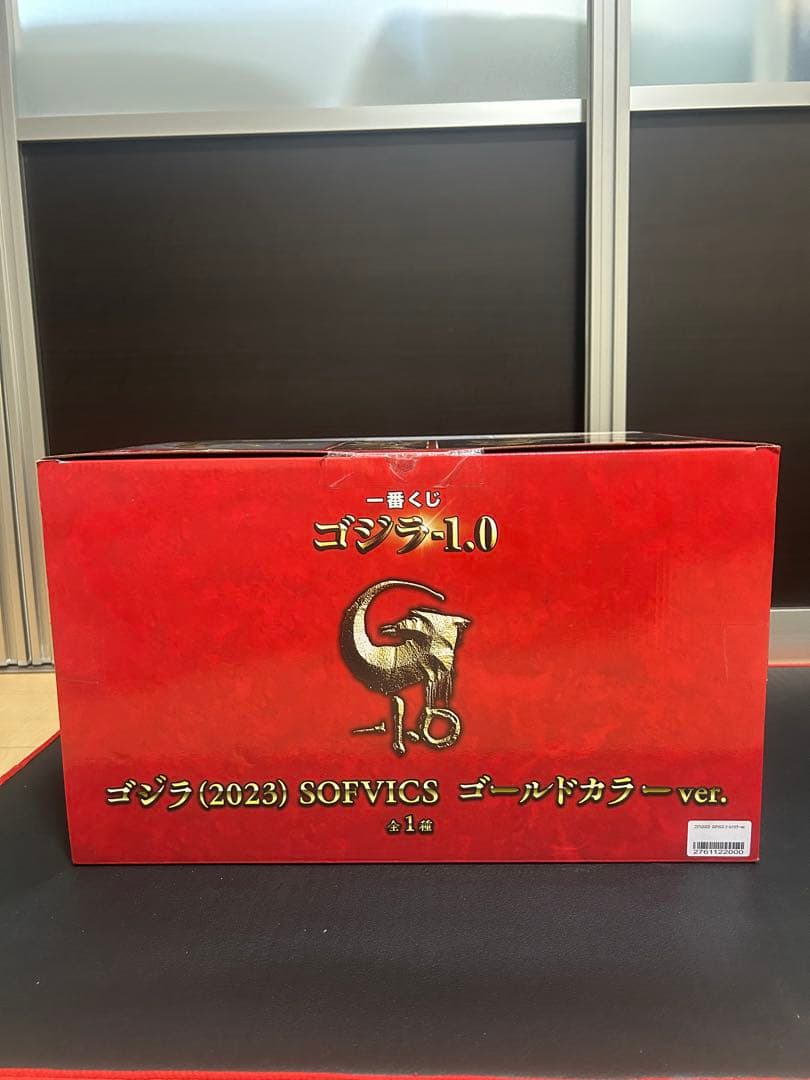 一番くじ
ゴジラ-1.0
-1.0
ゴジラ(2023) SOFVICS ゴールドカラーver.
全1種
2761122000